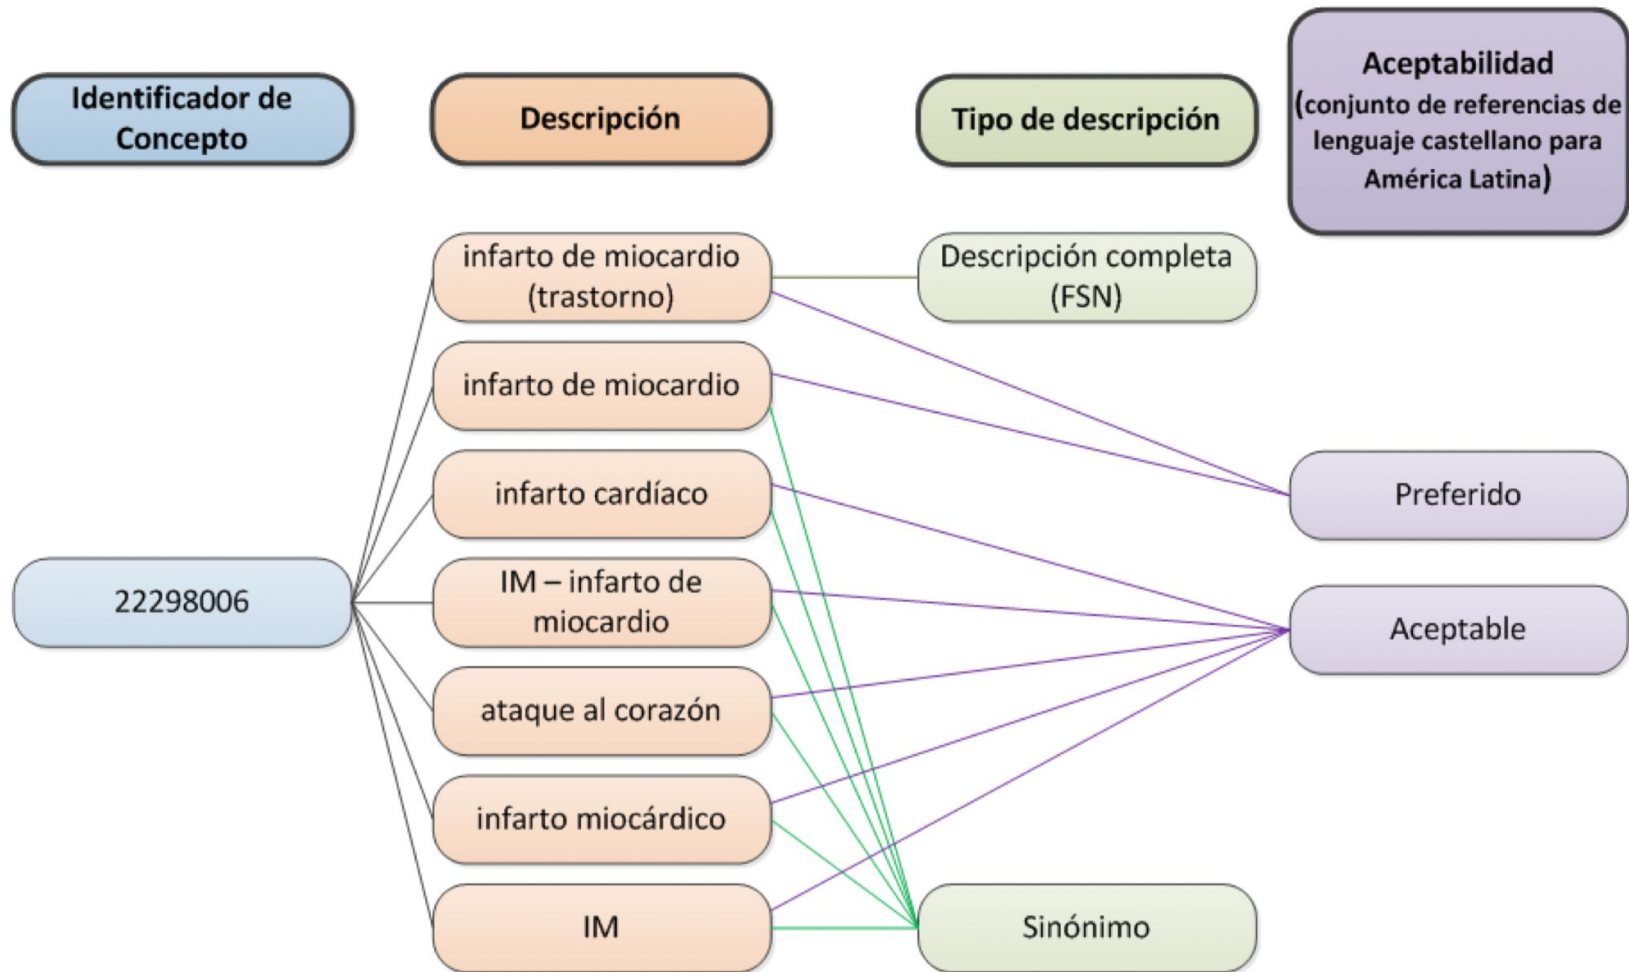 Identificador de
Concepto
Descripción
Tipo de descripción
Aceptabilidad
(conjunto de referencias de
lenguaje castellano para
América Latina)
infarto de miocardio
(trastorno)
Descripción completa
(FSN)
infarto de miocardio
infarto cardíaco
Preferido
22298006
IM – infarto de
miocardio
Aceptable
ataque al corazón
infarto miocárdico
IM
Sinónimo